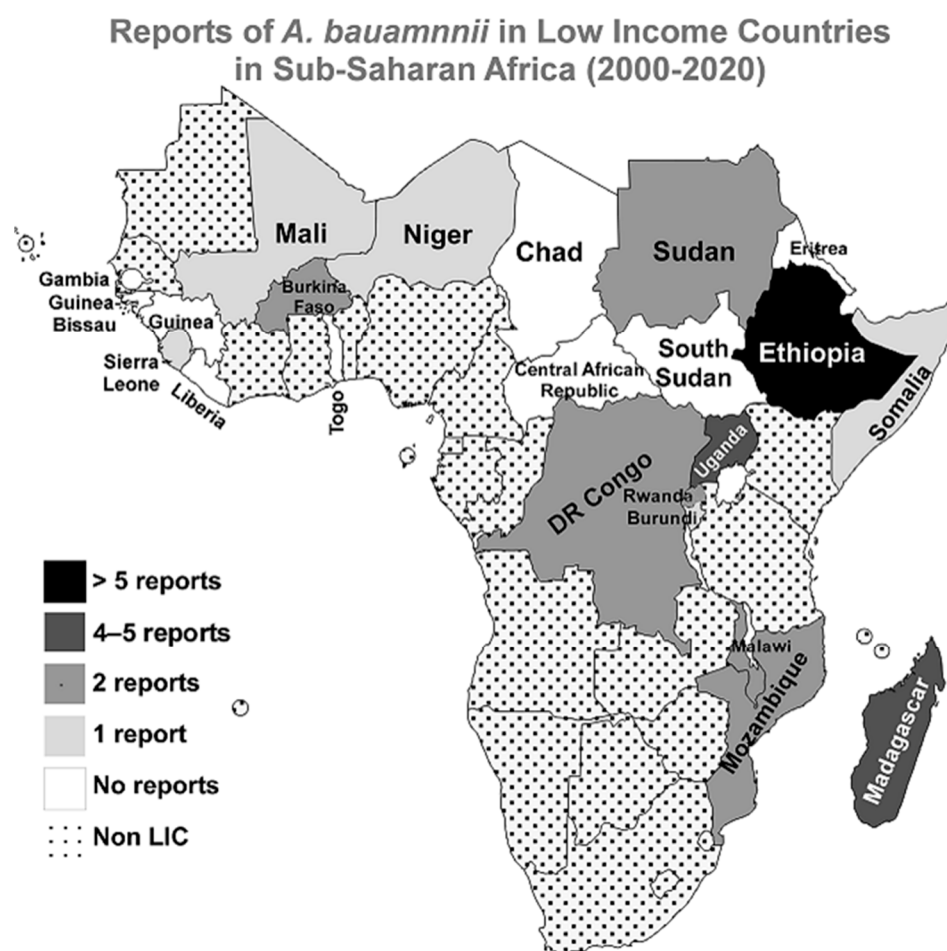 Reports of A. bauamnnii in Low Income Countries
in Sub-Saharan Africa (2000-2020)
Mali
Niger
Chad
Sudan
Eritrea
Gambia
Guinea-
Bissau
Guinea
Burkina
Faso
Sierra
Leone
Liberia
Togo
Central African
Republic
South
Sudan
Ethiopia
Somalia
Uganda
DR Congo
Rwanda
Burundi
Malawi
Mozambique
Madagascar
> 5 reports
4–5 reports
2 reports
1 report
No reports
Non LIC